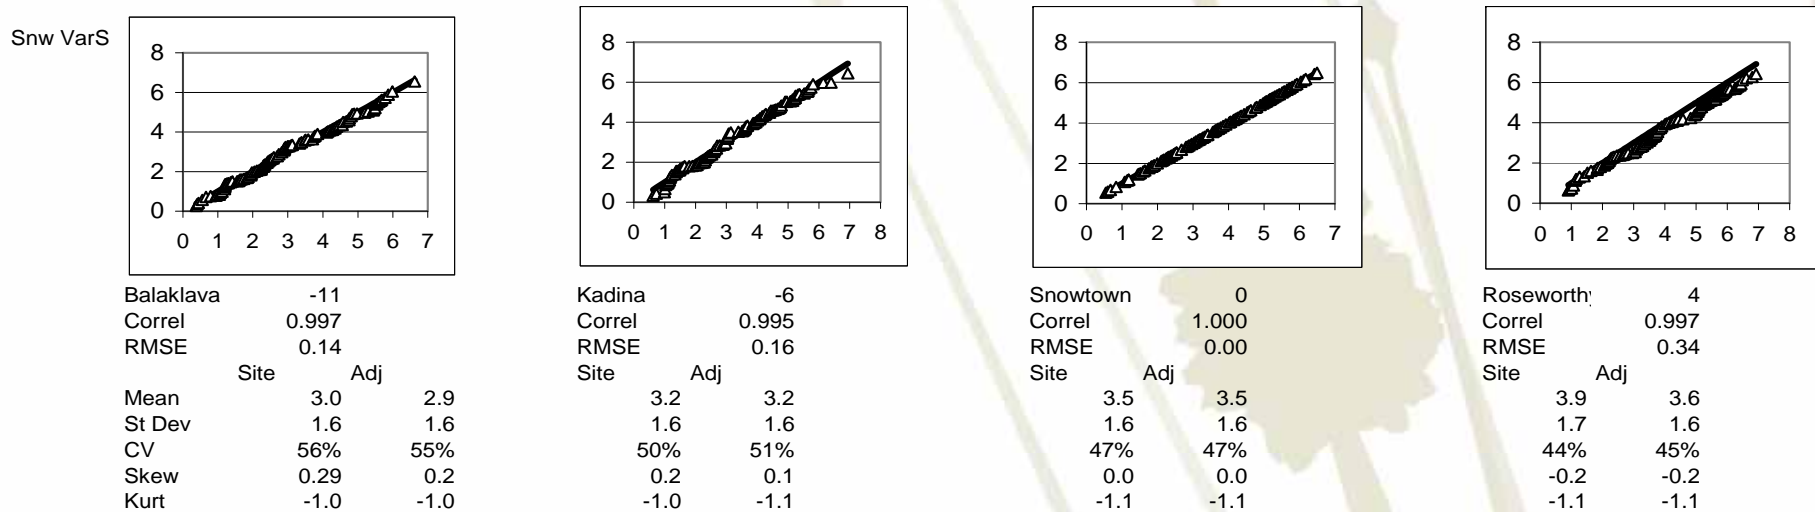 Snw VarS
8
6
4
2
0
0 1 2 3 4 5 6 7
8
6
4
2
0
0 1 2 3 4 5 6 7 8
8
6
4
2
0
0 1 2 3 4 5 6 7
8
6
4
2
0
0 1 2 3 4 5 6 7 8
Balaklava -11
Correl 0.997
RMSE 0.14
Site Adj
Mean 3.0 2.9
St Dev 1.6 1.6
CV 56% 55%
Skew 0.29 0.2
Kurt -1.0 -1.0
Kadina -6
Correl 0.995
RMSE 0.16
Site Adj
3.2 3.2
1.6 1.6
50% 51%
0.2 0.1
-1.0 -1.1
Snowtown 0
Correl 1.000
RMSE 0.00
Site Adj
3.5 3.5
1.6 1.6
47% 47%
0.0 0.0
-1.1 -1.1
Roseworthy 4
Correl 0.997
RMSE 0.34
Site Adj
3.9 3.6
1.7 1.6
44% 45%
-0.2 -0.2
-1.1 -1.1